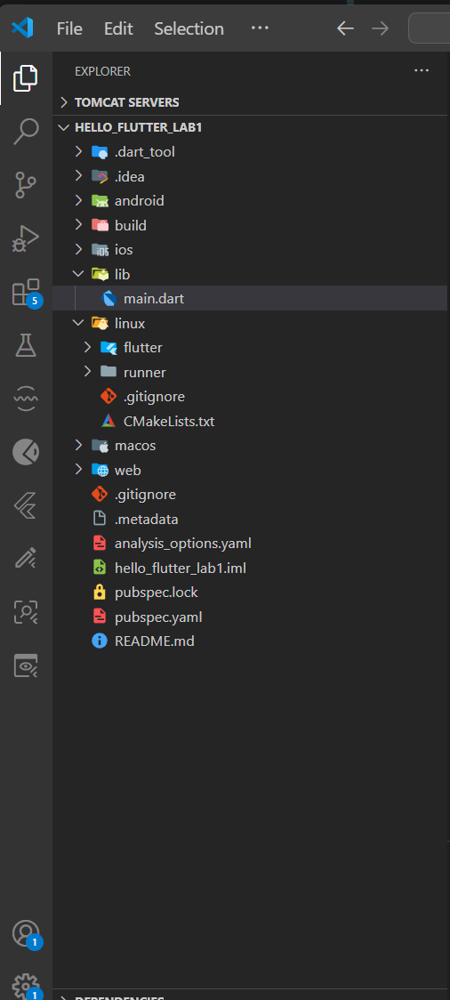 File Edit Selection ...
EXPLORER ...
TOMCAT SERVERS
HELLO_FLUTTER_LAB1
.dart_tool
.idea
android
build
ios
lib
main.dart
linux
flutter
runner
.gitignore
CMakeLists.txt
macos
web
.gitignore
.metadata
analysis_options.yaml
hello_flutter_lab1.iml
pubspec.lock
pubspec.yaml
README.md
5
1
1
DEPENDENCIES